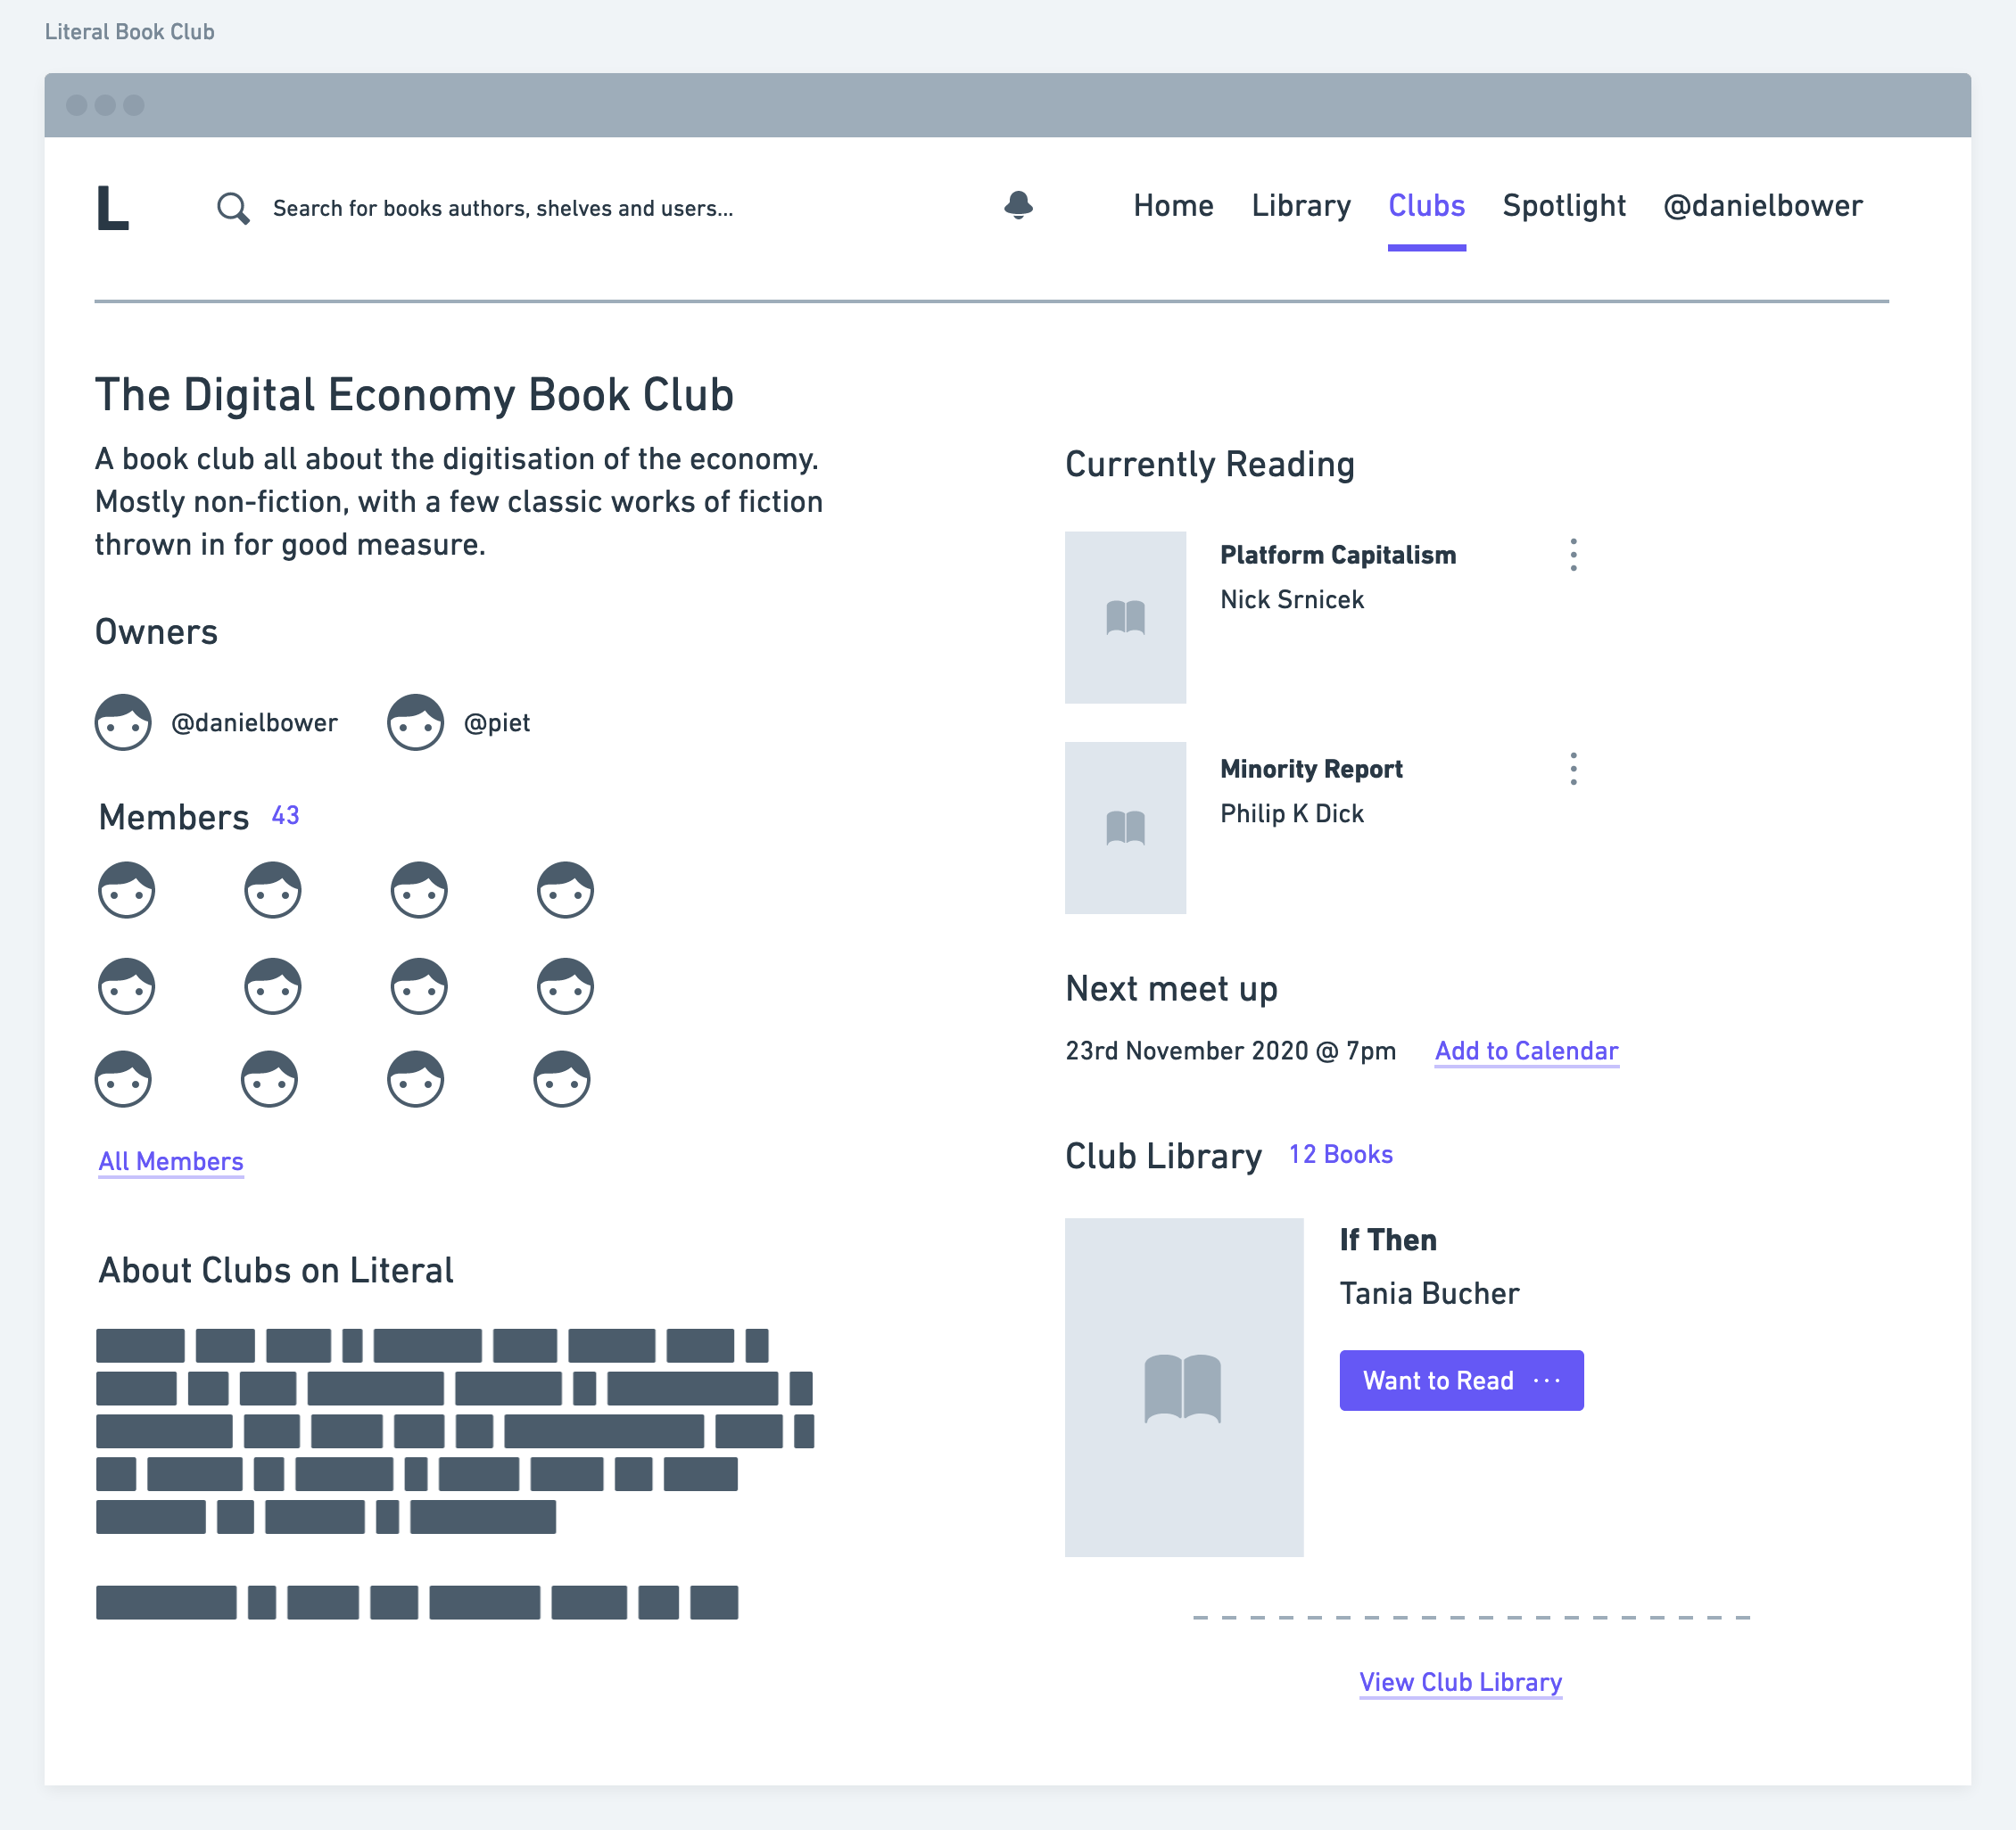 Literal Book Club
L
Search for books authors, shelves and users...
Home Library Clubs Spotlight @danielbower
The Digital Economy Book Club
A book club all about the digitisation of the economy.
Mostly non-fiction, with a few classic works of fiction
thrown in for good measure.
Owners
@danielbower @piet
Members 43
All Members
About Clubs on Literal
Currently Reading
Platform Capitalism
Nick Srnicek
Minority Report
Philip K Dick
Next meet up
23rd November 2020 @ 7pm Add to Calendar
Club Library 12 Books
If Then
Tania Bucher
Want to Read ...
View Club Library